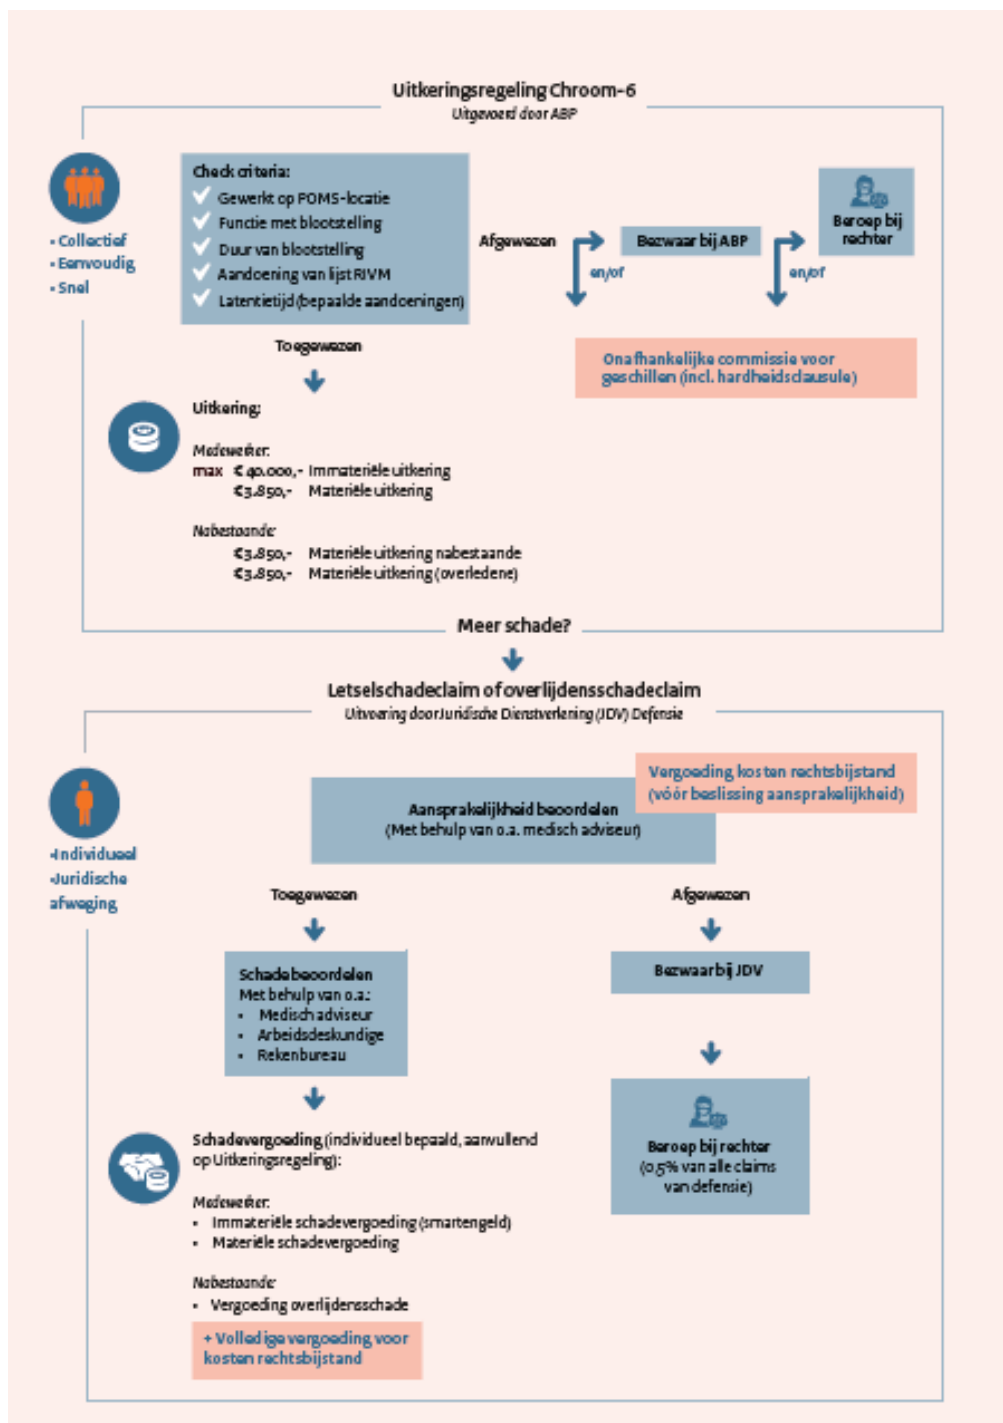 Uitkeringsregeling Chroom-6
Uitgevoerd door ABP
• Collectief
• Eenvoudig
• Snel
Check criteria:
Gewerkt op POMS-locatie
Functie met blootstelling
Duur van blootstelling
Aandoening van lijst RIVM
Latentietijd (bepaalde aandoeningen)
Afgewezen
en/of
Bezwaar bij ABP
en/of
Beroep bij
rechter
Onafhankelijke commissie voor
geschillen (incl. hardheidsclausule)
Toegewezen
Uitkering:
Medewerker:
max € 40.000,- Immateriële uitkering
€3.850,- Materiële uitkering
Nabestaande:
€3.850,- Materiële uitkering nabestaande
€3.850,- Materiële uitkering (overledene)
Meer schade?
Letselschadeclaim of overlijdensschadeclaim
Uitvoering door Juridische Dienstverlening (JDV) Defensie
•Individueel
•Juridische
afweging
Vergoeding kosten rechtsbijstand
(vóór beslissing aansprakelijkheid)
Aansprakelijkheid beoordelen
(Met behulp van o.a. medisch adviseur)
Toegewezen
Schade beoordelen
Met behulp van o.a.:
• Medisch adviseur
• Arbeidsdeskundige
• Rekenbureau
Afgewezen
Bezwaar bij JDV
Beroep bij rechter
(0,5% van alle claims
van defensie)
Schadevergoeding (individueel bepaald, aanvullend
op Uitkeringsregeling):
Medewerker:
• Immateriële schadevergoeding (smartengeld)
• Materiële schadevergoeding
Nabestaande:
• Vergoeding overlijdensschade
+ Volledige vergoeding voor
kosten rechtsbijstand